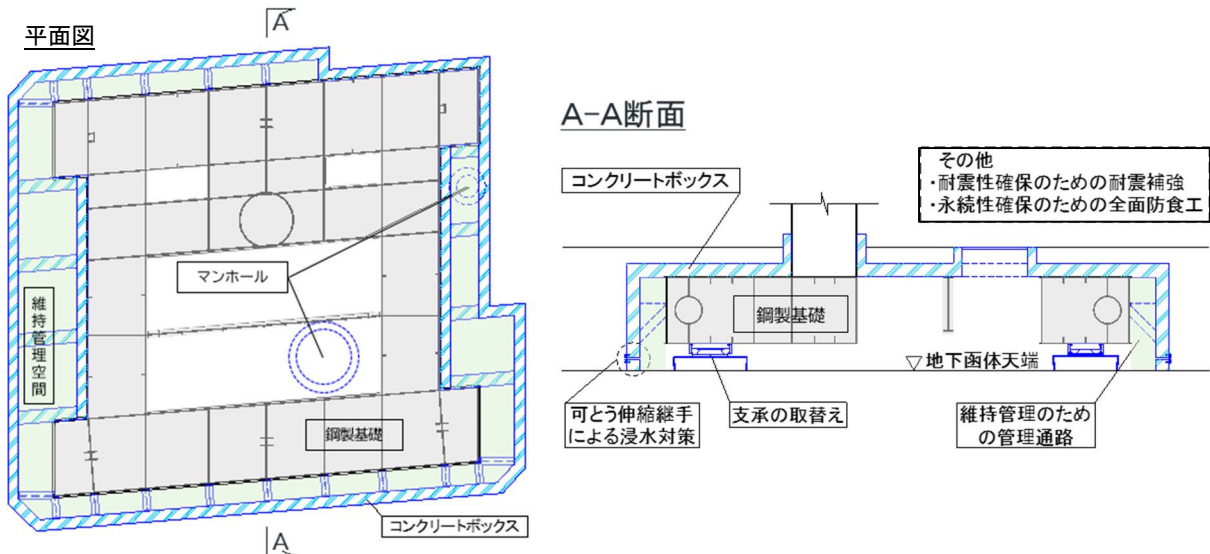 平面図
A
マンホール
維持管理空間
鋼製基礎
コンクリートボックス
A
A-A断面
コンクリートボックス
その他
・耐震性確保のための耐震補強
・永続性確保のための全面防食工
鋼製基礎
▽地下函体天端
可とう伸縮継手
による浸水対策
支承の取替え
維持管理のため
の管理通路